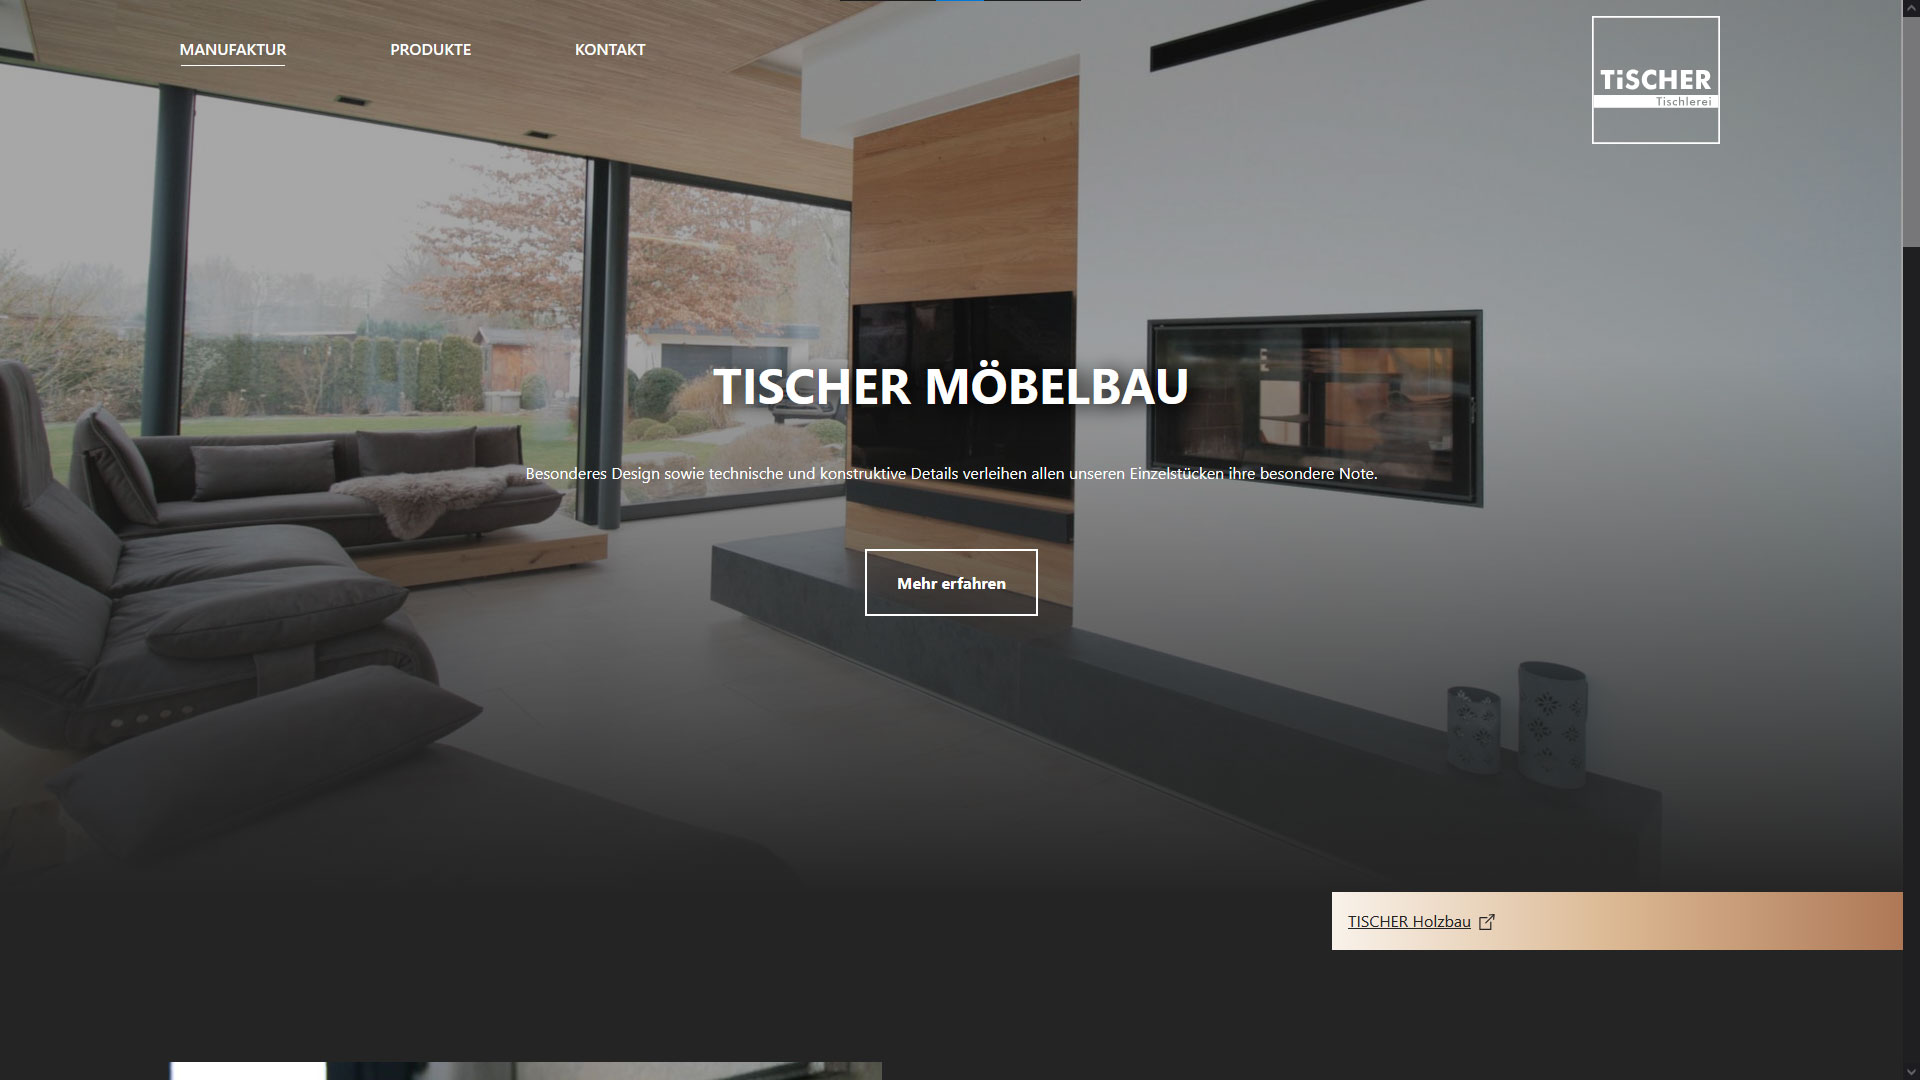 MANUFAKTUR
PRODUKTE
KONTAKT
TiSCHER
Tischlerei
TISCHER MÖBELBAU
Besonderes Design sowie technische und konstruktive Details verleihen allen unseren Einzelstücken ihre besondere Note.
Mehr erfahren
TISCHER Holzbau